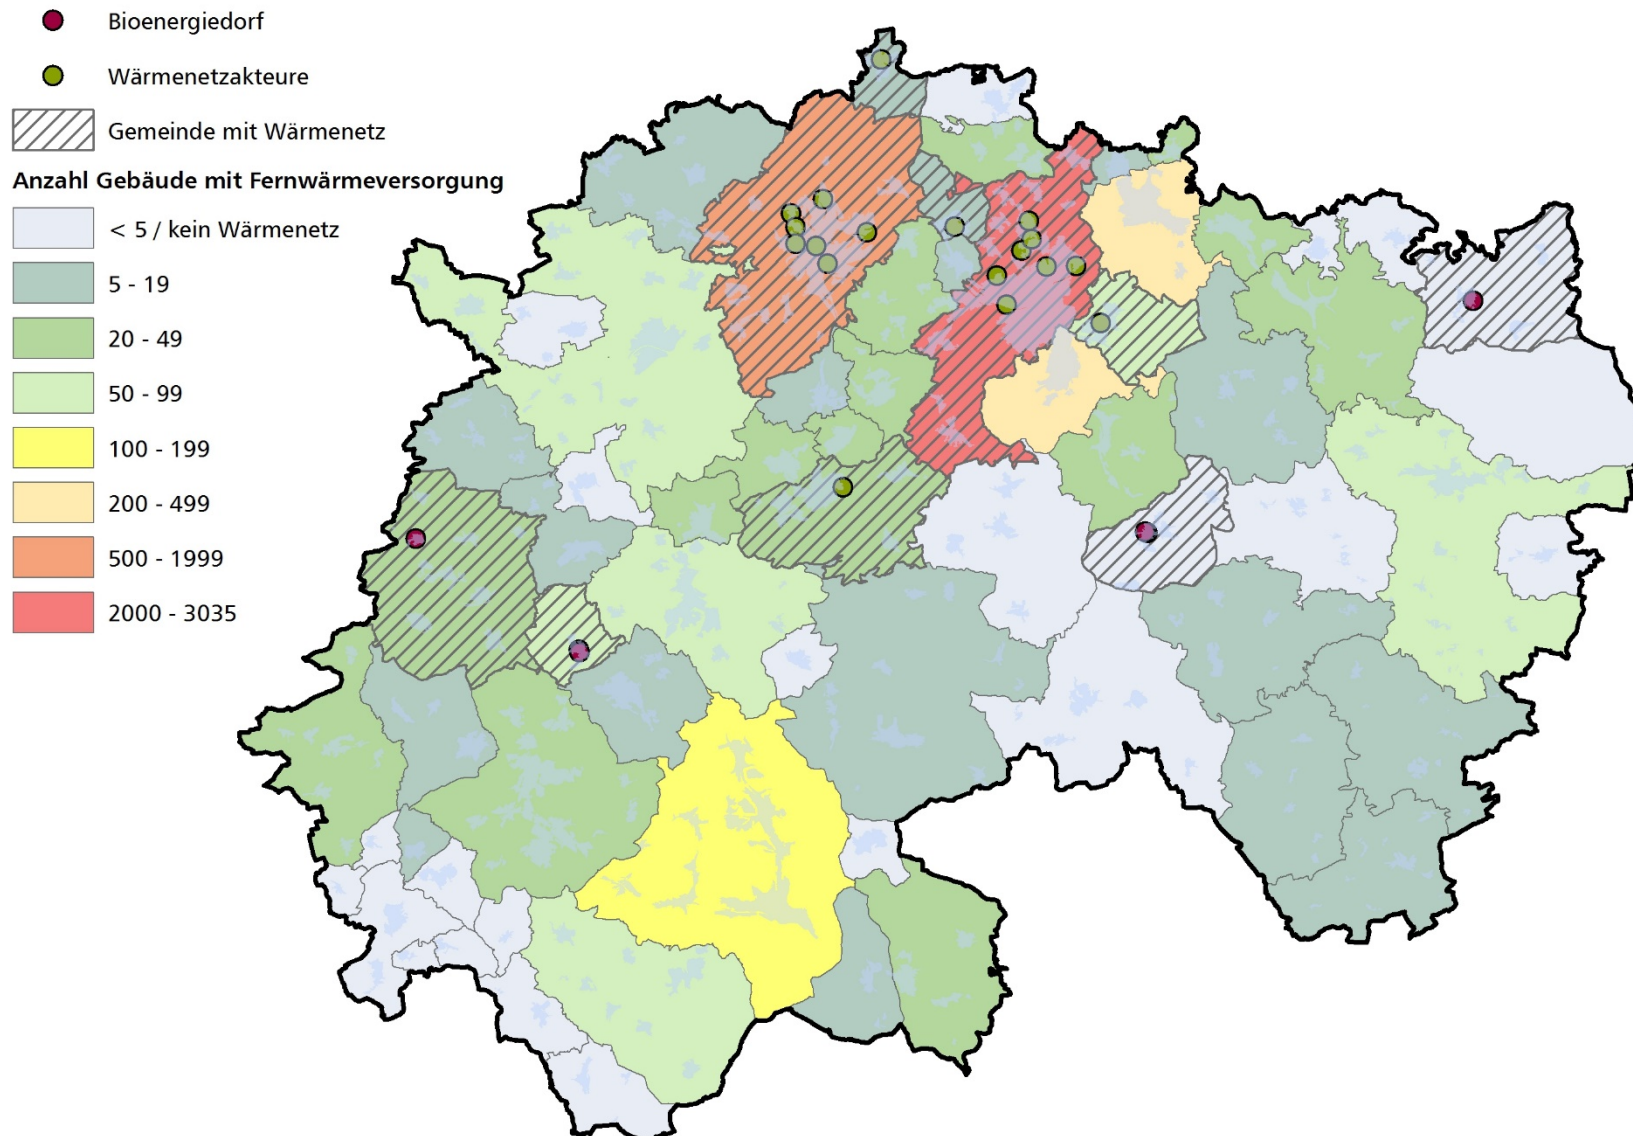 Bioenergiedorf
Wärmenetzakteure
Gemeinde mit Wärmenetz
Anzahl Gebäude mit Fernwärmeversorgung
< 5 / kein Wärmenetz
5 - 19
20 - 49
50 - 99
100 - 199
200 - 499
500 - 1999
2000 - 3035